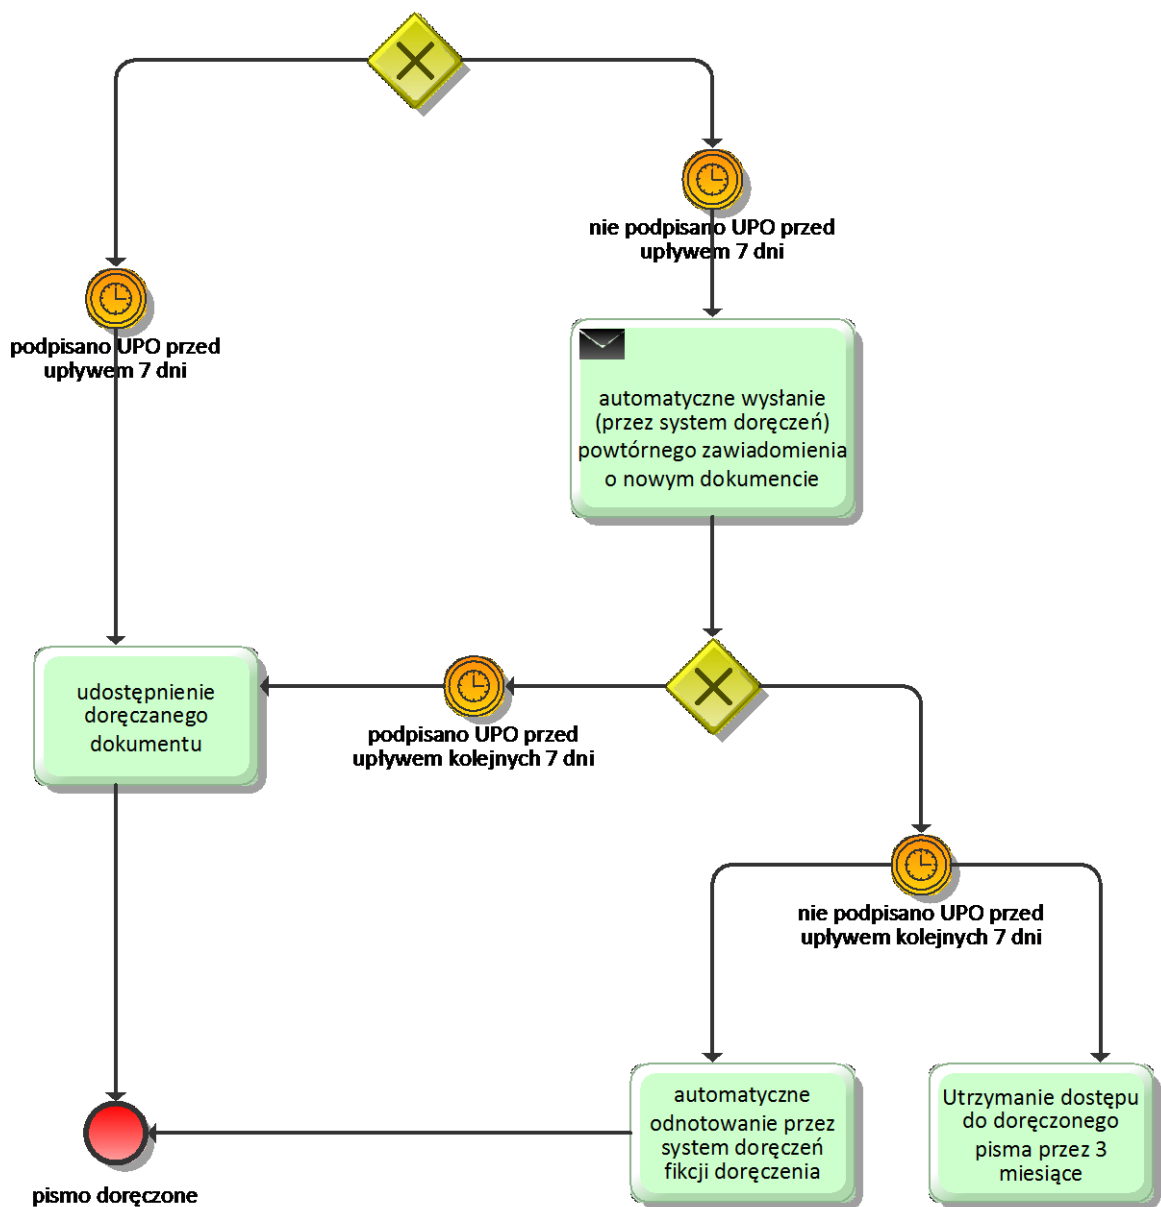 nie podpisano UPO przed
upływem 7 dni
podpisano UPO przed
upływem 7 dni
automatyczne wysłanie
(przez system doręczeń)
powtórnego zawiadomienia
o nowym dokumencie
udostępnienie
doręczanego
dokumentu
podpisano UPO przed
upływem kolejnych 7 dni
nie podpisano UPO przed
upływem kolejnych 7 dni
automatyczne
odnotowanie przez
system doręczeń
fikcji doręczenia
Utrzymanie dostępu
do doręczonego
pisma przez 3
miesiące
pismo doręczone